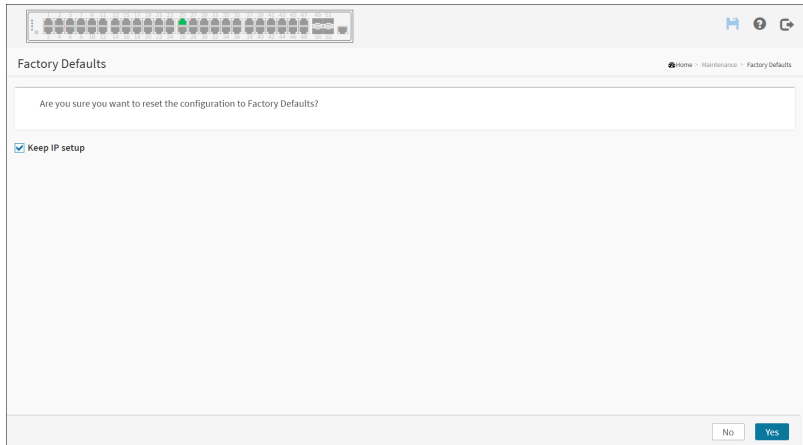 Factory Defaults
Home > Maintenance > Factory Defaults
Are you sure you want to reset the configuration to Factory Defaults?
Keep IP setup
No
Yes